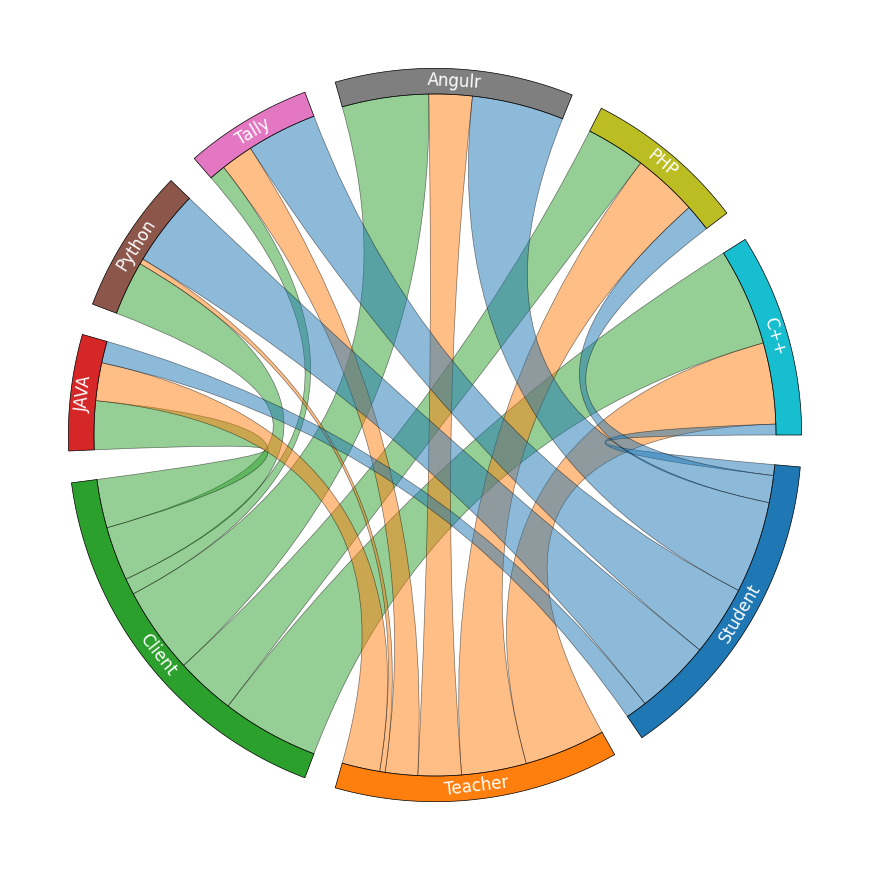 Angulr
Tally
PHP
Python
C++
JAVA
Student
Client
Teacher